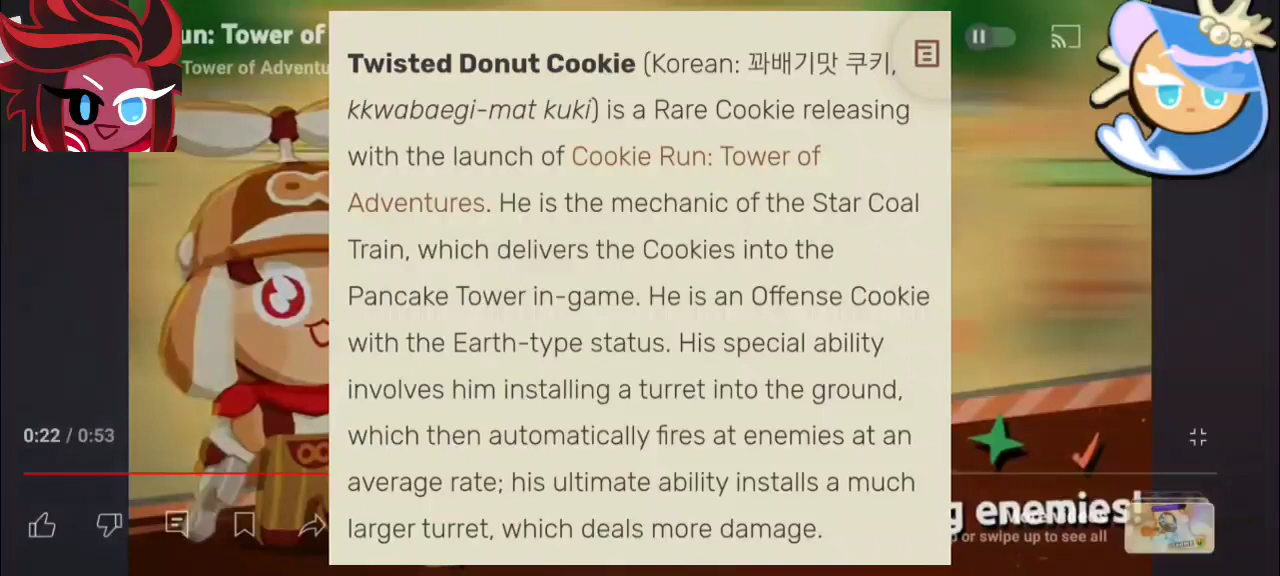 un: Tower of
Tower of Adventu
Twisted Donut Cookie (Korean: 꽈배기맛 쿠키,
kkwabaegi-mat kuki) is a Rare Cookie releasing
with the launch of Cookie Run: Tower of
Adventures. He is the mechanic of the Star Coal
Train, which delivers the Cookies into the
Pancake Tower in-game. He is an Offense Cookie
with the Earth-type status. His special ability
involves him installing a turret into the ground,
which then automatically fires at enemies at an
average rate; his ultimate ability installs a much
larger turret, which deals more damage.
0:22 / 0:53
g enemies!
or swipe up to see all